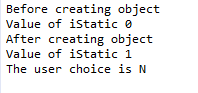 Before creating object
Value of iStatic 0
After creating object
Value of iStatic 1
The user choice is N